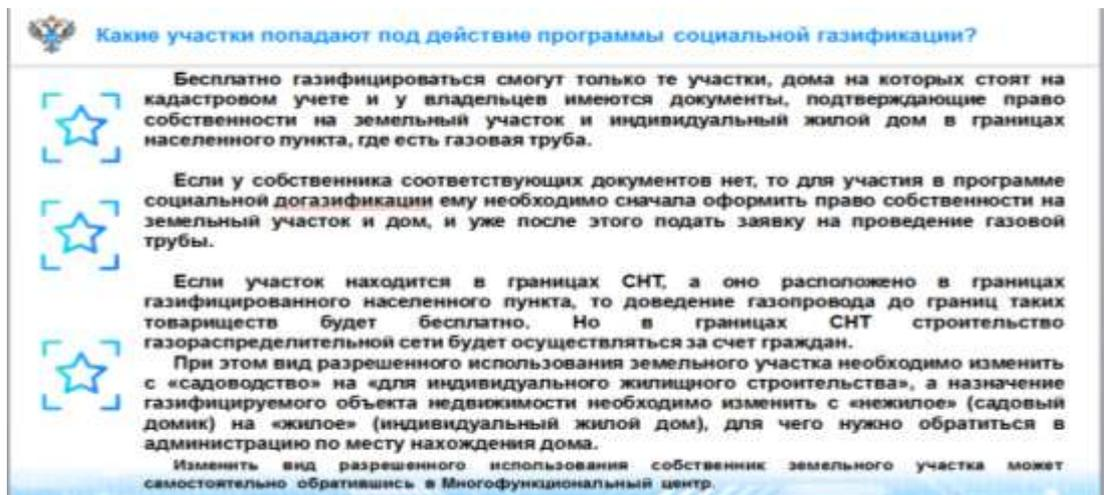 Какие участки попадают под действие программы социальной газификации?
Бесплатно газифицироваться смогут только те участки, дома на которых стоят на
кадастровом учете и у владельцев имеются документы, подтверждающие право
собственности на земельный участок и индивидуальный жилой дом в границах
населенного пункта, где есть газовая труба.
Если у собственника соответствующих документов нет, то для участия в программе
социальной догазификации ему необходимо сначала оформить право собственности на
земельный участок и дом, и уже после этого подать заявку на проведение газовой
трубы.
Если участок находится в границах СНТ, а оно расположено в границах
газифицированного населенного пункта, то доведение газопровода до границ таких
товариществ будет бесплатно. Но в границах СНТ строительство
газораспределительной сети будет осуществляться за счет граждан.
При этом вид разрешенного использования земельного участка необходимо изменить
с «садоводство» на «для индивидуального жилищного строительства», а назначение
газифицируемого объекта недвижимости необходимо изменить с «нежилое» (садовый
домик) на «жилое» (индивидуальный жилой дом), для чего нужно обратиться в
администрацию по месту нахождения дома.
Изменить вид разрешенного использования собственник земельного участка может
самостоятельно обратившись в Многофункциональный центр.